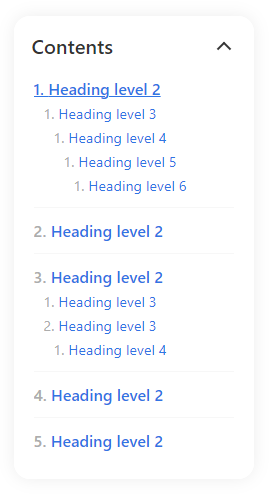 Contents
1. Heading level 2
1. Heading level 3
1. Heading level 4
1. Heading level 5
1. Heading level 6
2. Heading level 2
3. Heading level 2
1. Heading level 3
2. Heading level 3
1. Heading level 4
4. Heading level 2
5. Heading level 2